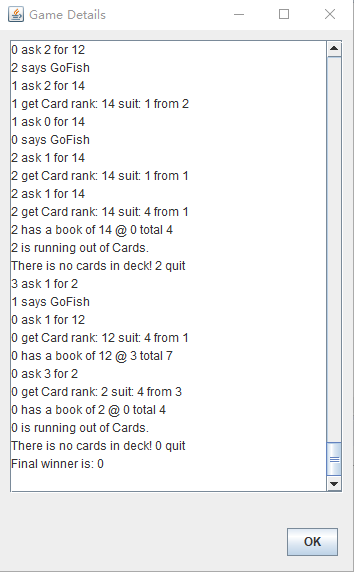 Game Details
0 ask 2 for 12
2 says GoFish
1 ask 2 for 14
1 get Card rank: 14 suit: 1 from 2
1 ask 0 for 14
0 says GoFish
2 ask 1 for 14
2 get Card rank: 14 suit: 1 from 1
2 ask 1 for 14
2 get Card rank: 14 suit: 4 from 1
2 has a book of 14 @ 0 total 4
2 is running out of Cards.
There is no cards in deck! 2 quit
3 ask 1 for 2
1 says GoFish
0 ask 1 for 12
0 get Card rank: 12 suit: 4 from 1
0 has a book of 12 @ 3 total 7
0 ask 3 for 2
0 get Card rank: 2 suit: 4 from 3
0 has a book of 2 @ 0 total 4
0 is running out of Cards.
There is no cards in deck! 0 quit
Final winner is: 0
OK